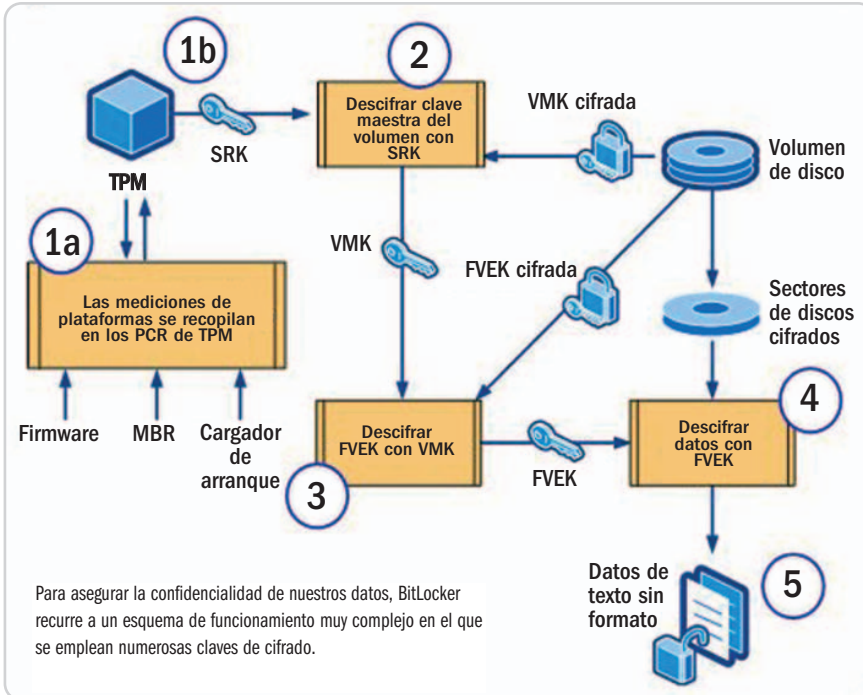 1b
2
Descifrar clave
maestra del
volumen con
SRK
VMK cifrada
SRK
Volumen
de disco
TPM
1a
VMK
FVEK cifrada
Las mediciones de
plataformas se recopilan
en los PCR de TPM
Sectores
de discos
cifrados
Firmware
MBR
Cargador
de
arranque
Descifrar
FVEK con VMK
3
FVEK
Descifrar
datos con
FVEK
4
Datos de
texto sin
formato
5
Para asegurar la confidencialidad de nuestros datos, BitLocker
recurre a un esquema de funcionamiento muy complejo en el que
se emplean numerosas claves de cifrado.